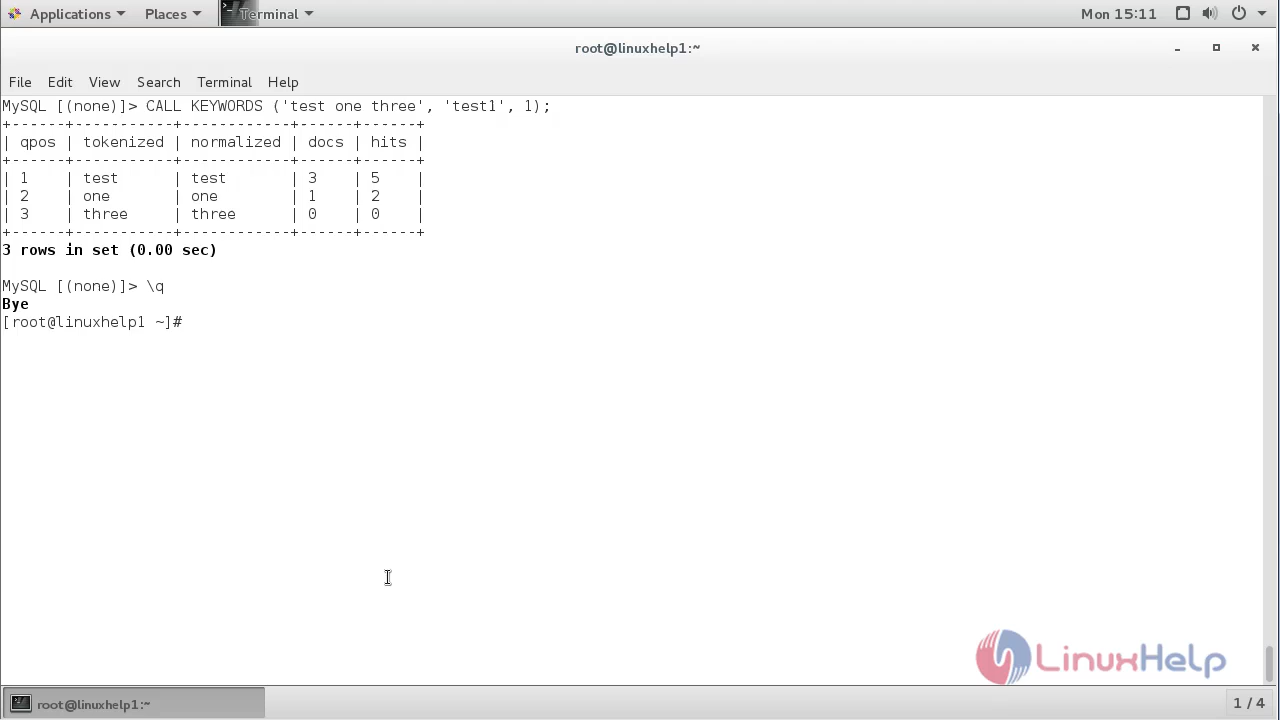 Applications Places Terminal Mon 15:11
root@linuxhelp1:~
File Edit View Search Terminal Help
MySQL [(none)]> CALL KEYWORDS ('test one three', 'test1', 1);
+------+-----------+------------+------+------+
| qpos | tokenized | normalized | docs | hits |
+------+-----------+------------+------+------+
| 1    | test      | test       | 3    | 5    |
| 2    | one       | one        | 1    | 2    |
| 3    | three     | three      | 0    | 0    |
+------+-----------+------------+------+------+
3 rows in set (0.00 sec)
MySQL [(none)]> \q
Bye
[root@linuxhelp1 ~]#
LinuxHelp
root@linuxhelp1:~ 1 / 4